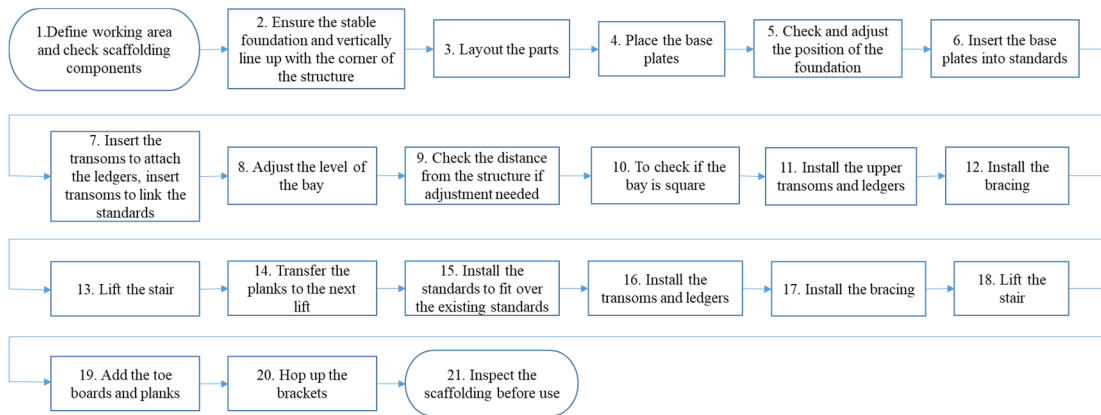 1.Define working area
and check scaffolding
components
2. Ensure the stable
foundation and vertically
line up with the corner of
the structure
3. Layout the parts
4. Place the base
plates
5. Check and adjust
the position of the
foundation
6. Insert the base
plates into standards
7. Insert the
transoms to attach
the ledgers, insert
transoms to link the
standards
8. Adjust the level of
the bay
9. Check the distance
from the structure if
adjustment needed
10. To check if the
bay is square
11. Install the upper
transoms and ledgers
12. Install the
bracing
13. Lift the stair
14. Transfer the
planks to the next
lift
15. Install the
standards to fit over
the existing standards
16. Install the
transoms and ledgers
17. Install the bracing
18. Lift the
stair
19. Add the toe
boards and planks
20. Hop up the
brackets
21. Inspect the
scaffolding before use